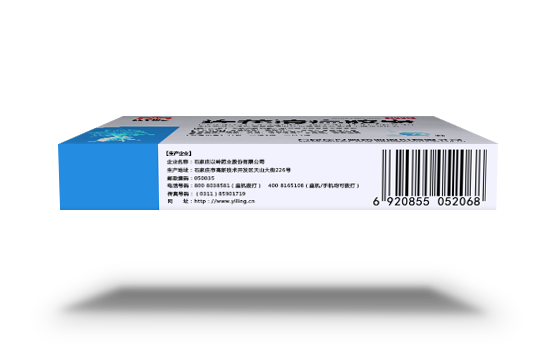 【生产企业】
企业名称：石家庄以岭药业股份有限公司
生产地址：石家庄市高新技术开发区天山大街226号
邮政编码：050035
电话号码：800 8038581（座机拨打） 400 8165108（座机/手机均可拨打）
传真号码：（0311）85901719
网 址：http：//www.yiling.cn
6 920855 052068